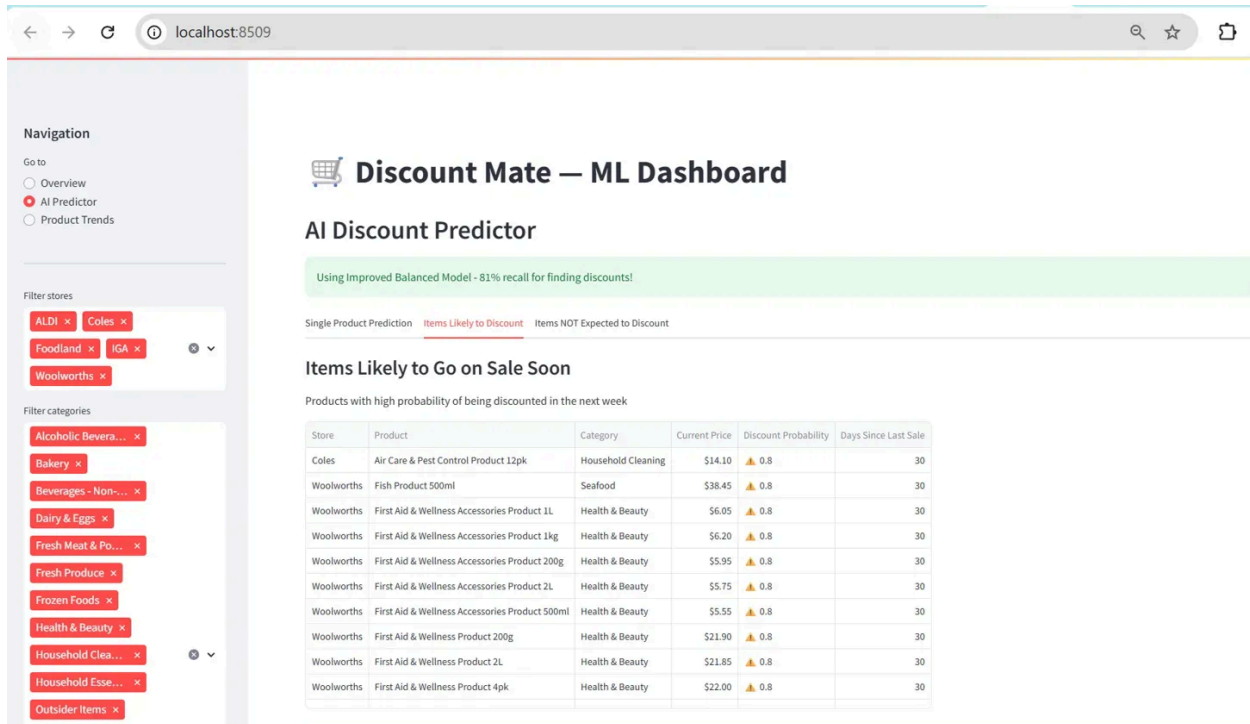 localhost:8509
Navigation
Go to
Overview
AI Predictor
Product Trends
Filter stores
ALDI ×
Coles ×
Foodland ×
IGA ×
Woolworths ×
Filter categories
Alcoholic Bevera... ×
Bakery ×
Beverages - Non-... ×
Dairy & Eggs ×
Fresh Meat & Po... ×
Fresh Produce ×
Frozen Foods ×
Health & Beauty ×
Household Clea... ×
Household Esse... ×
Outsider Items ×
Discount Mate — ML Dashboard
AI Discount Predictor
Using Improved Balanced Model - 81% recall for finding discounts!
Single Product Prediction Items Likely to Discount Items NOT Expected to Discount
Items Likely to Go on Sale Soon
Products with high probability of being discounted in the next week
Store Product Category Current Price Discount Probability Days Since Last Sale
Coles Air Care & Pest Control Product 12pk Household Cleaning $14.10 ⚠ 0.8 30
Woolworths Fish Product 500ml Seafood $38.45 ⚠ 0.8 30
Woolworths First Aid & Wellness Accessories Product 1L Health & Beauty $6.05 ⚠ 0.8 30
Woolworths First Aid & Wellness Accessories Product 1kg Health & Beauty $6.20 ⚠ 0.8 30
Woolworths First Aid & Wellness Accessories Product 200g Health & Beauty $5.95 ⚠ 0.8 30
Woolworths First Aid & Wellness Accessories Product 2L Health & Beauty $5.75 ⚠ 0.8 30
Woolworths First Aid & Wellness Accessories Product 500ml Health & Beauty $5.55 ⚠ 0.8 30
Woolworths First Aid & Wellness Product 200g Health & Beauty $21.90 ⚠ 0.8 30
Woolworths First Aid & Wellness Product 2L Health & Beauty $21.85 ⚠ 0.8 30
Woolworths First Aid & Wellness Product 4pk Health & Beauty $22.00 ⚠ 0.8 30